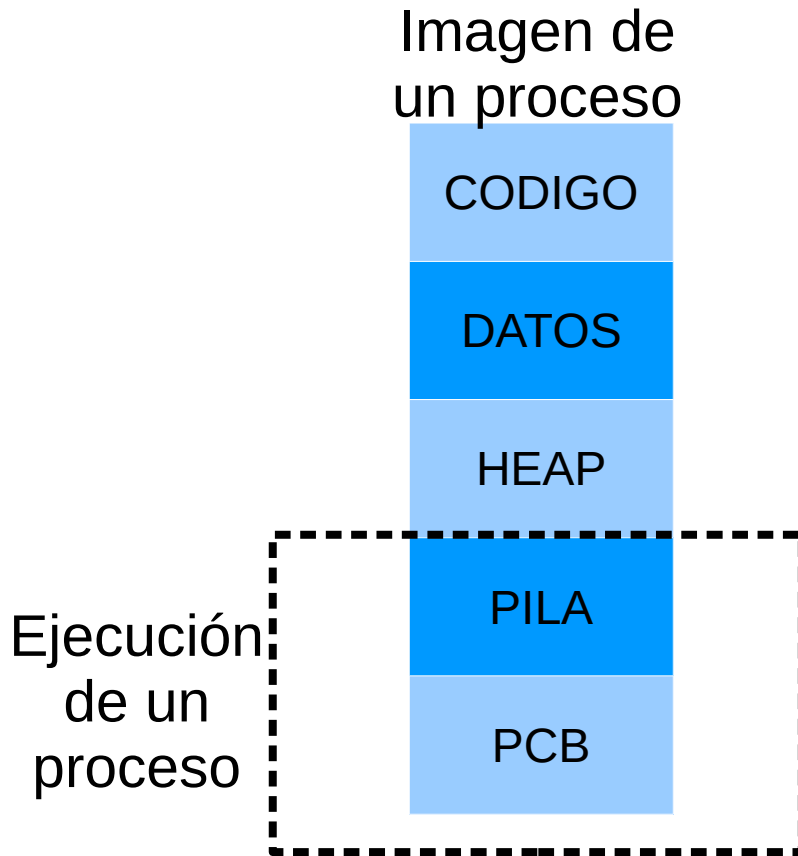 Imagen de
un proceso
CODIGO
DATOS
HEAP
PILA
Ejecución
de un
proceso
PCB